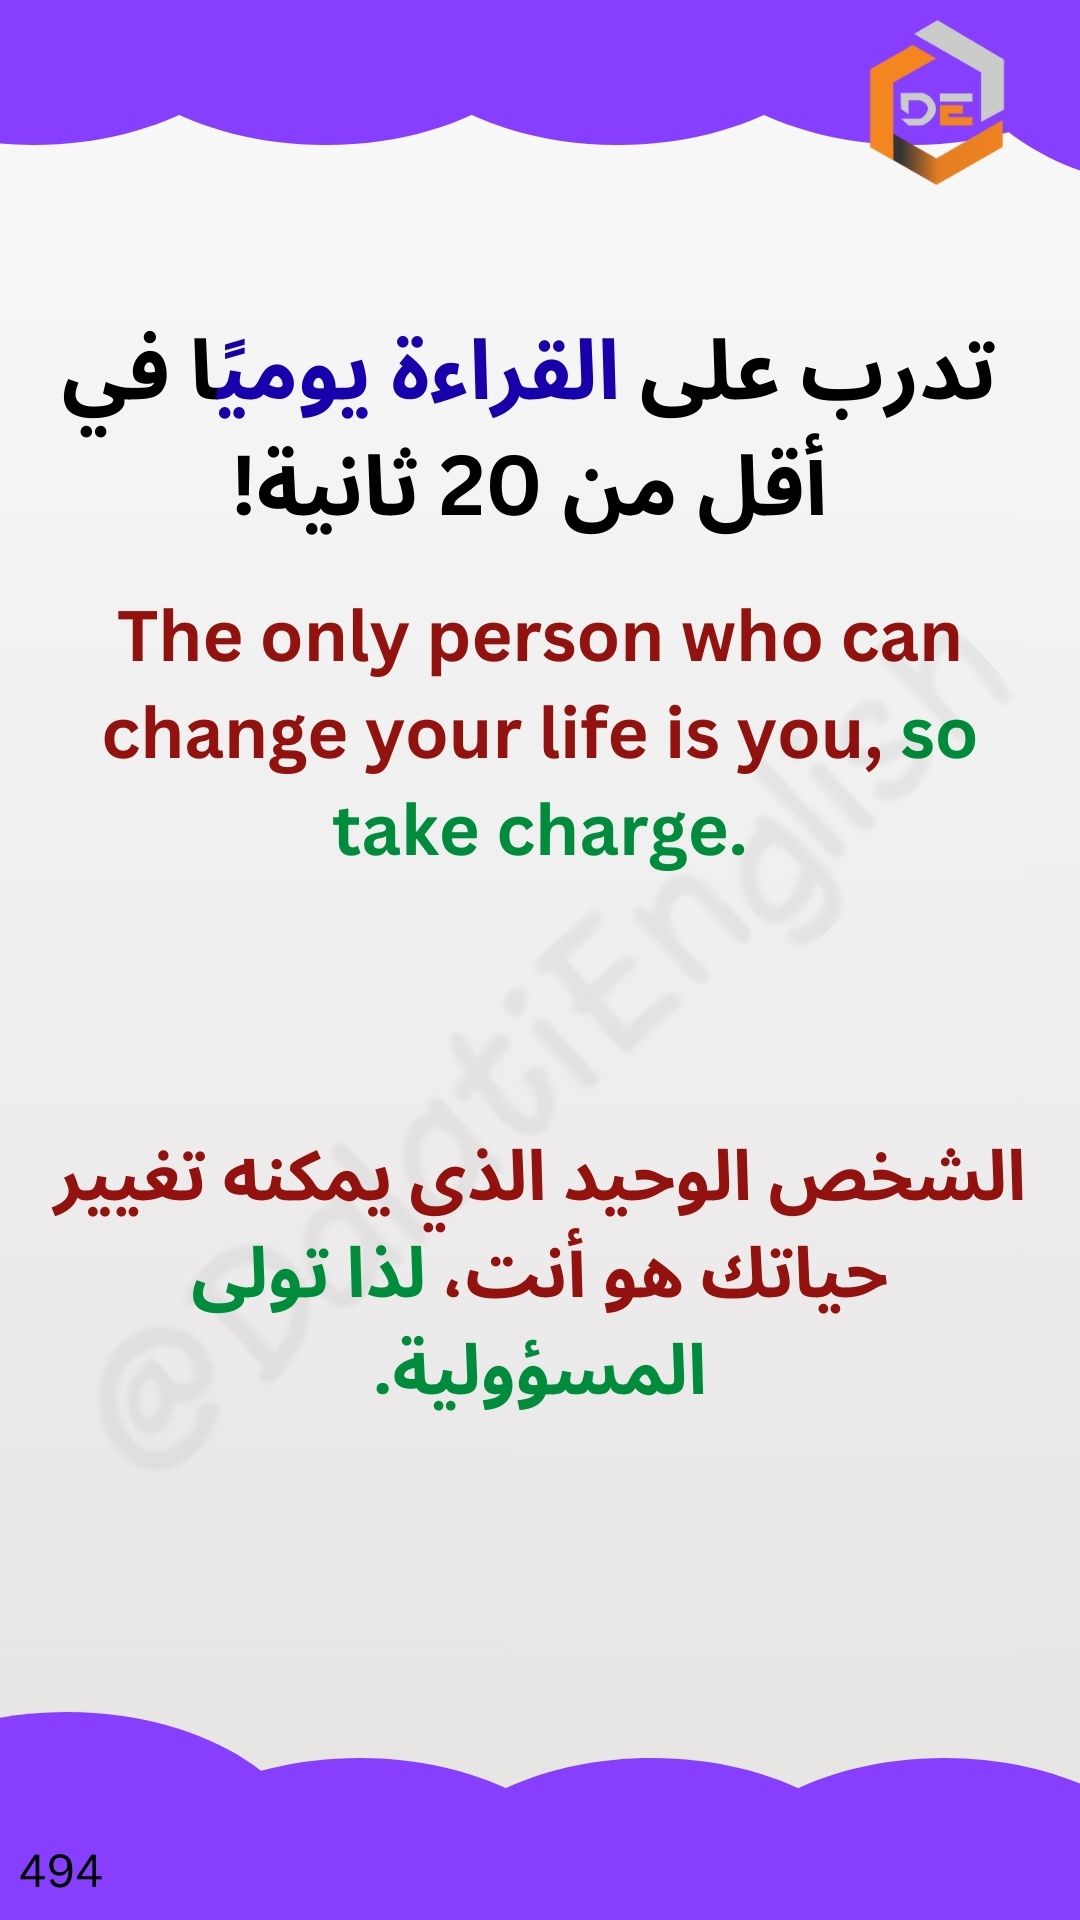 DE
تدرب على القراءة يوميًا في
أقل من 20 ثانية!
The only person who can
change your life is you, so
take charge.
@DalatiEnglish
الشخص الوحيد الذي يمكنه تغيير
حياتك هو أنت، لذا تولى
المسؤولية.
494